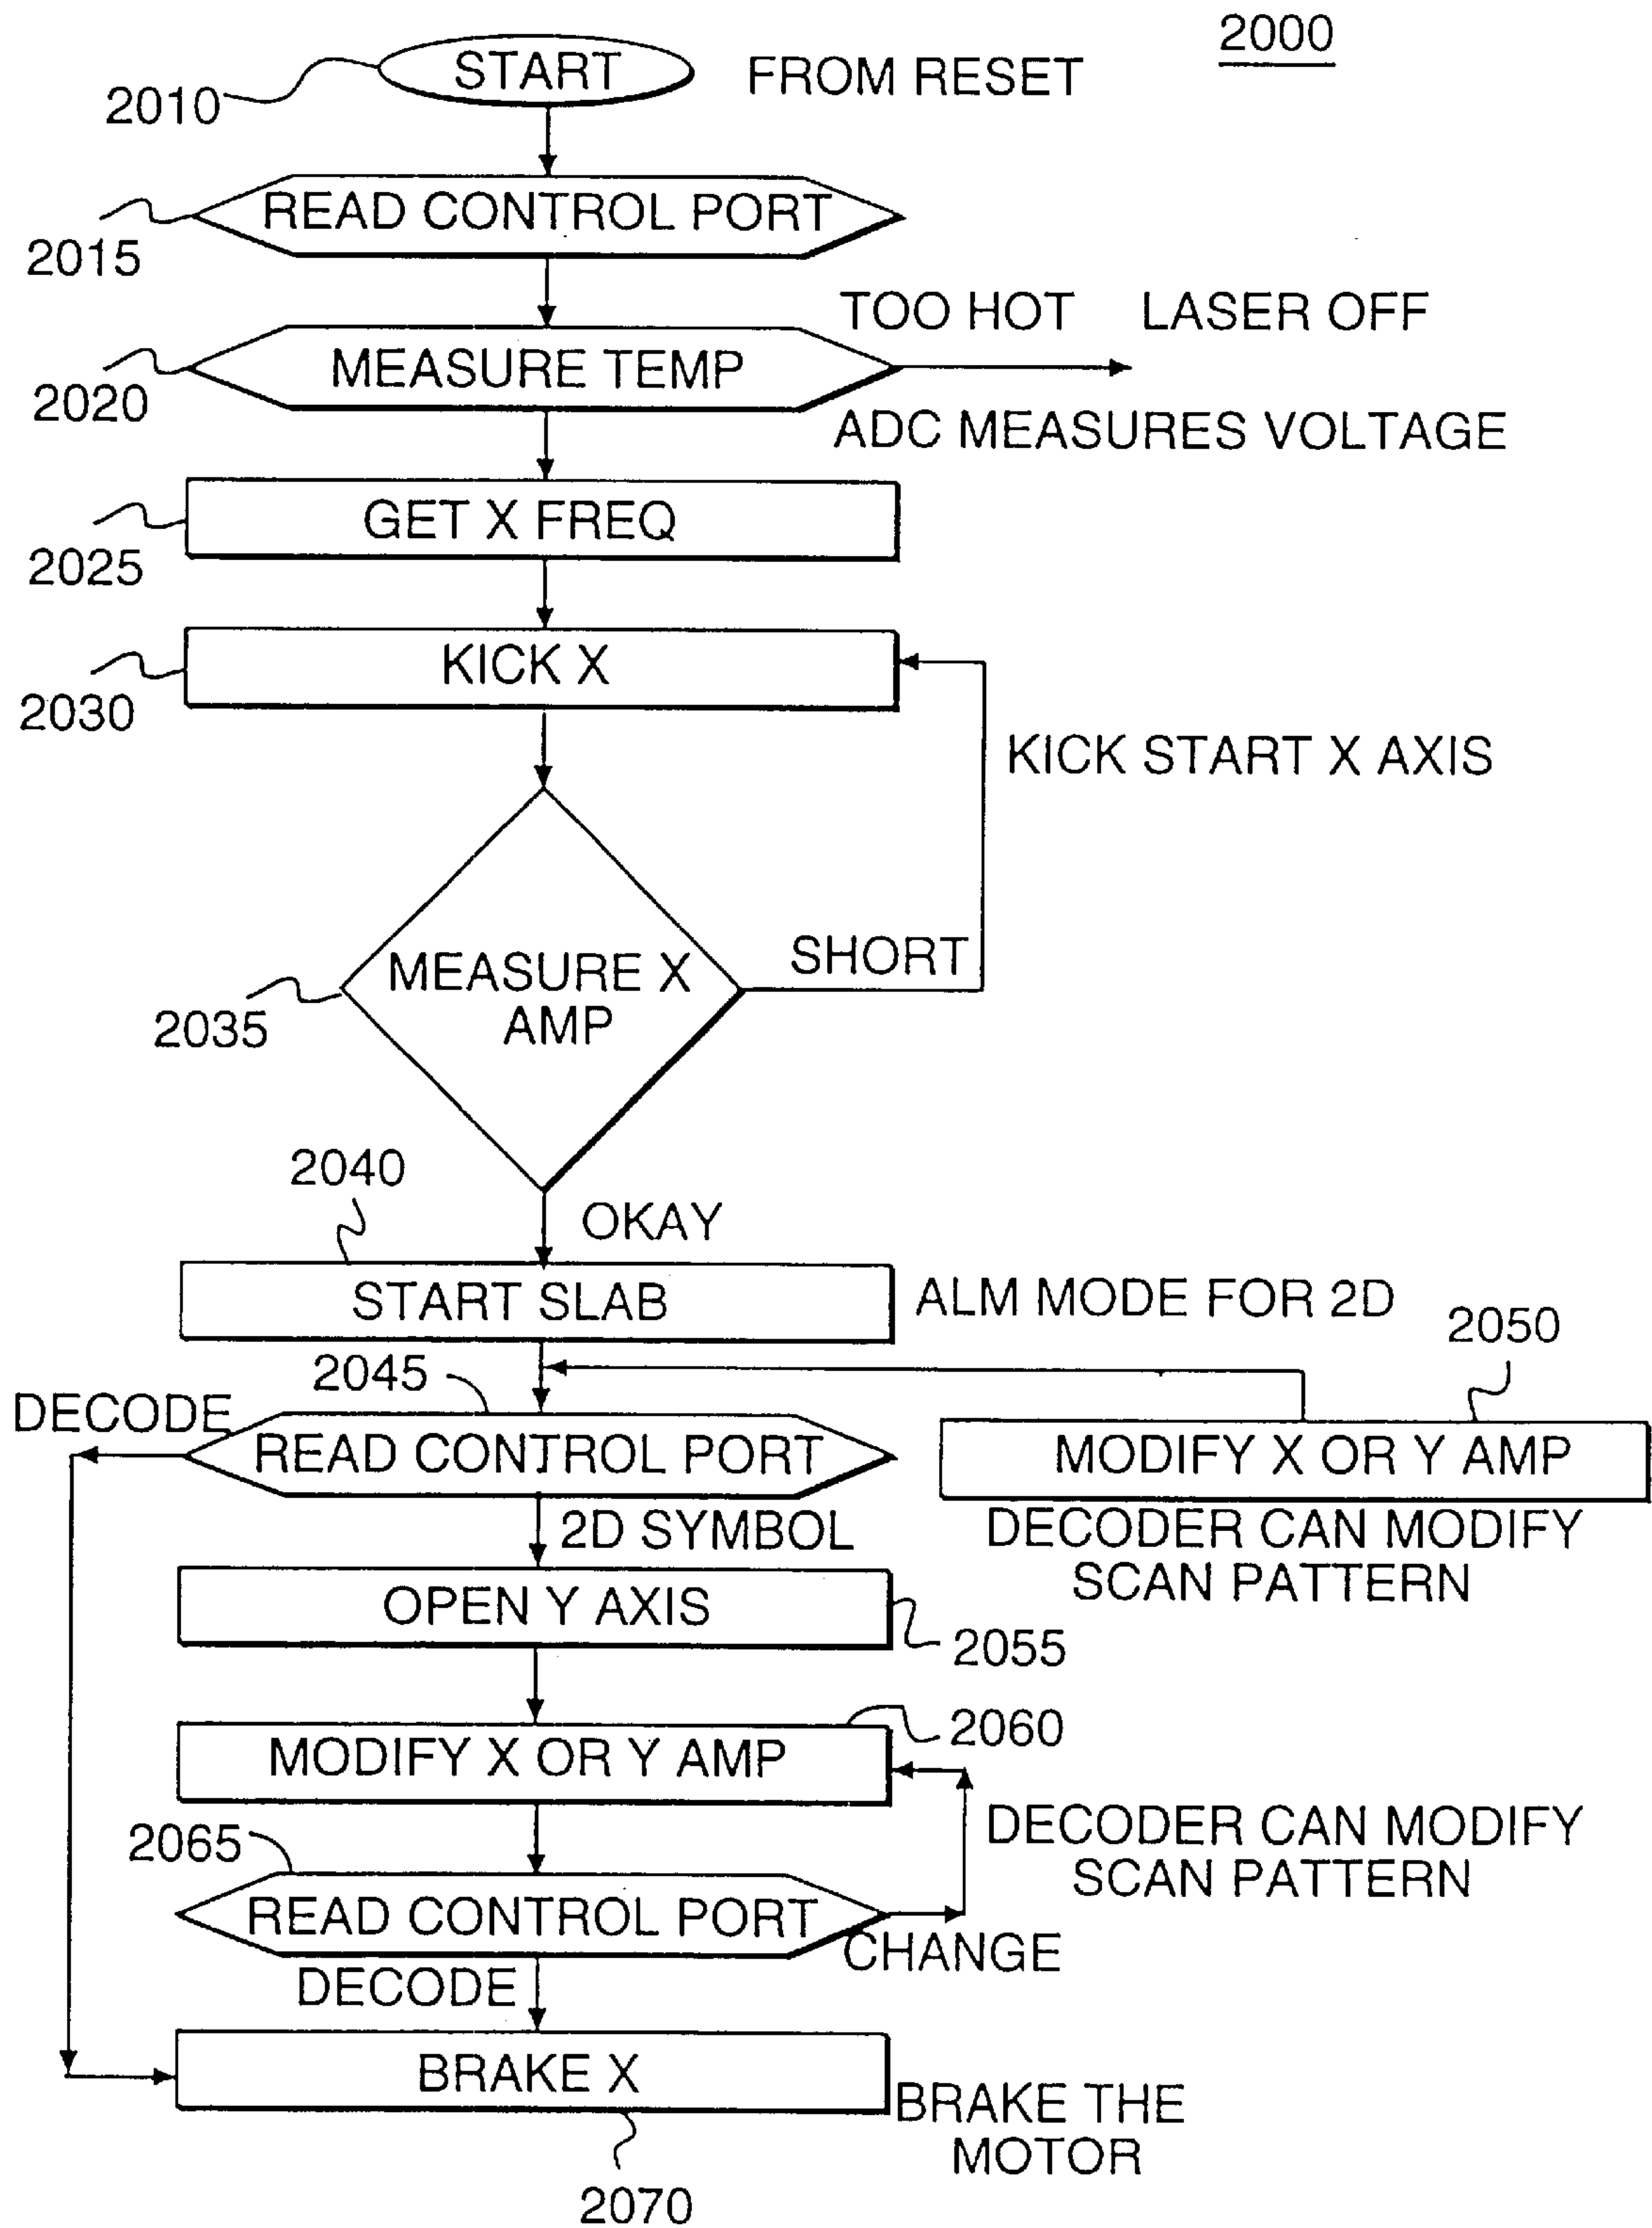 2000
START
FROM RESET
2010
READ CONTROL PORT
2015
TOO HOT LASER OFF
MEASURE TEMP
2020
ADC MEASURES VOLTAGE
GET X FREQ
2025
KICK X
2030
KICK START X AXIS
SHORT
MEASURE X
AMP
2035
2040
OKAY
START SLAB
ALM MODE FOR 2D
2050
2045
DECODE
READ CONTROL PORT
MODIFY X OR Y AMP
2D SYMBOL
DECODER CAN MODIFY
SCAN PATTERN
OPEN Y AXIS
2055
2060
MODIFY X OR Y AMP
DECODER CAN MODIFY
SCAN PATTERN
2065
READ CONTROL PORT
CHANGE
DECODE
BRAKE X
BRAKE THE
MOTOR
2070